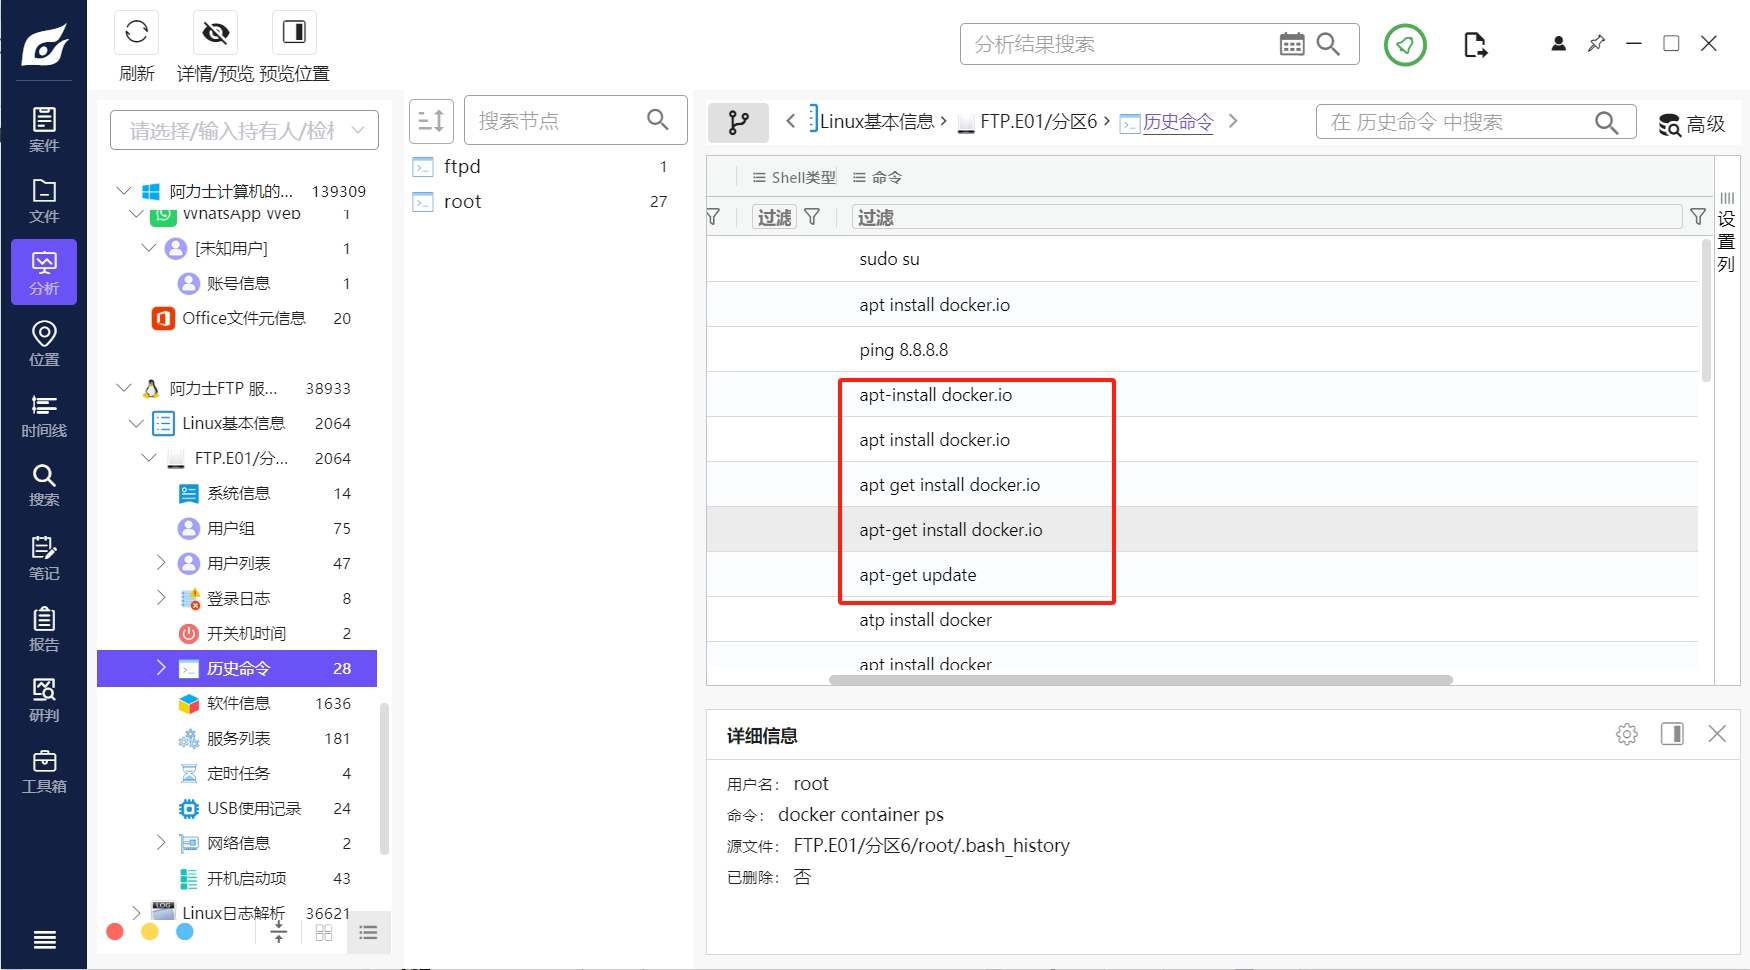 刷新
详情/预览
预览位置
分析结果搜索
案件
文件
分析
位置
时间线
搜索
笔记
报告
研判
工具箱
请选择/输入持有人/检
阿力士计算机的... 139309
WhatsApp Web 1
[未知用户] 1
账号信息 1
Office文件元信息 20
阿力士FTP 服... 38933
Linux基本信息 2064
FTP.E01/分... 2064
系统信息 14
用户组 75
用户列表 47
登录日志 8
开关机时间 2
历史命令 28
软件信息 1636
服务列表 181
定时任务 4
USB使用记录 24
网络信息 2
开机启动项 43
Linux日志解析 36621
搜索节点
ftpd 1
root 27
Linux基本信息 › FTP.E01/分区6 › 历史命令
在 历史命令 中搜索
高级
Shell类型 命令
过滤 过滤
sudo su
apt install docker.io
ping 8.8.8.8
apt-install docker.io
apt install docker.io
apt get install docker.io
apt-get install docker.io
apt-get update
atp install docker
apt install docker
设置列
详细信息
用户名： root
命令： docker container ps
源文件： FTP.E01/分区6/root/.bash_history
已删除： 否